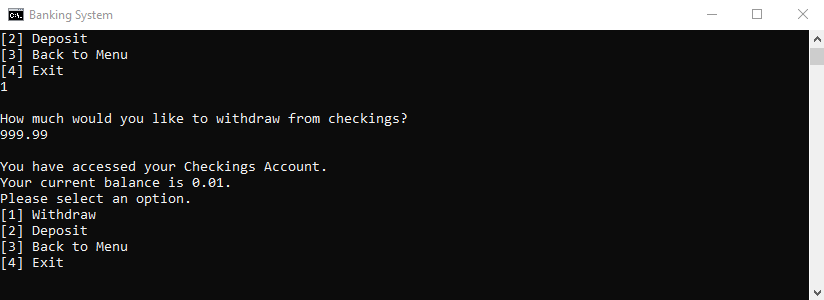 Banking System
[2] Deposit
[3] Back to Menu
[4] Exit
1
How much would you like to withdraw from checkings?
999.99
You have accessed your Checkings Account.
Your current balance is 0.01.
Please select an option.
[1] Withdraw
[2] Deposit
[3] Back to Menu
[4] Exit